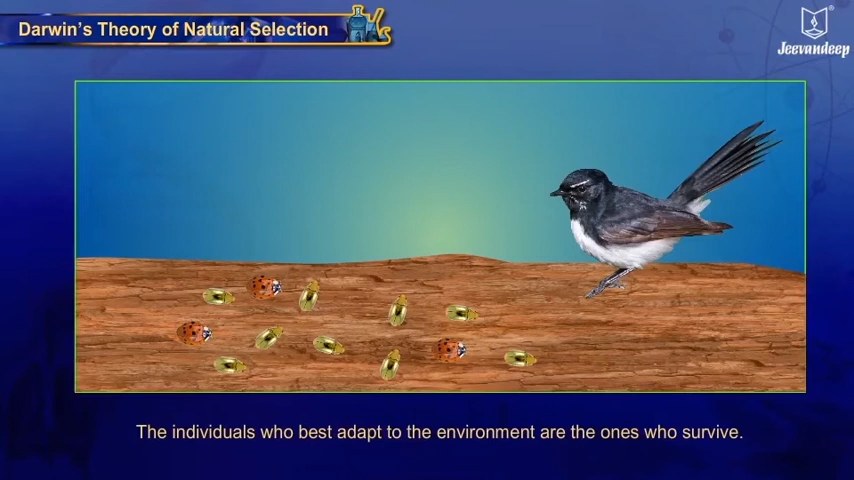 Darwin's Theory of Natural Selection
Jeevandeep
The individuals who best adapt to the environment are the ones who survive.